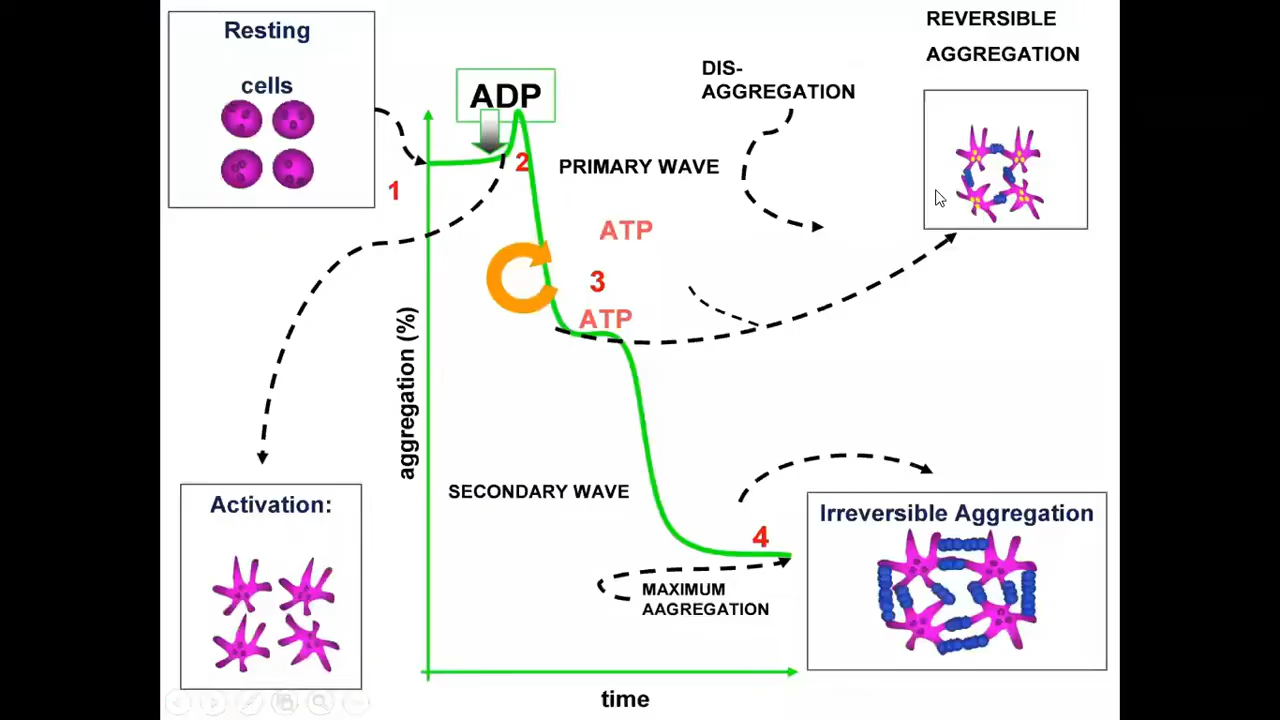 Resting
cells
ADP
DIS-
AGGREGATION
REVERSIBLE
AGGREGATION
1
2
PRIMARY WAVE
ATP
3
ATP
aggregation (%)
SECONDARY WAVE
4
MAXIMUM
AAGREGATION
Activation:
Irreversible Aggregation
time